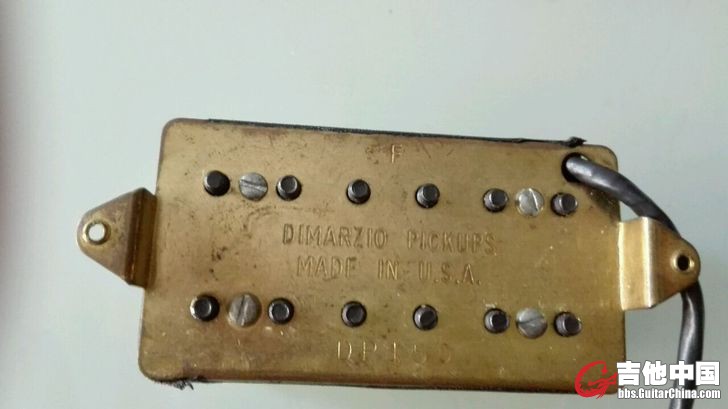 F
DIMARZIO PICKUPS
MADE IN U.S.A.
吉他中国
bbs.GuitarChina.com